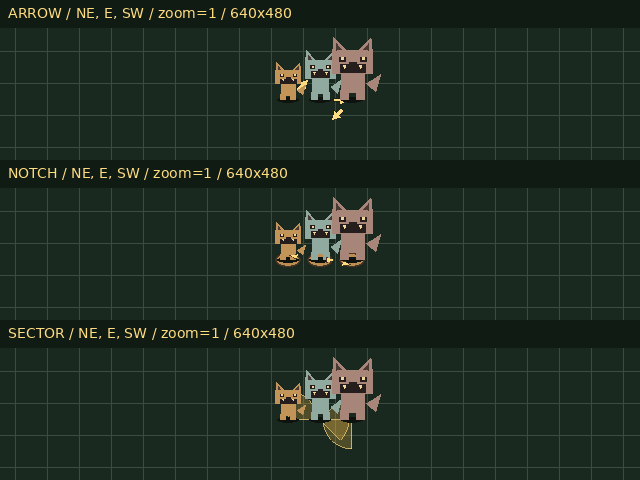 ARROW / NE, E, SW / zoom=1 / 640x480
NOTCH / NE, E, SW / zoom=1 / 640x480
SECTOR / NE, E, SW / zoom=1 / 640x480